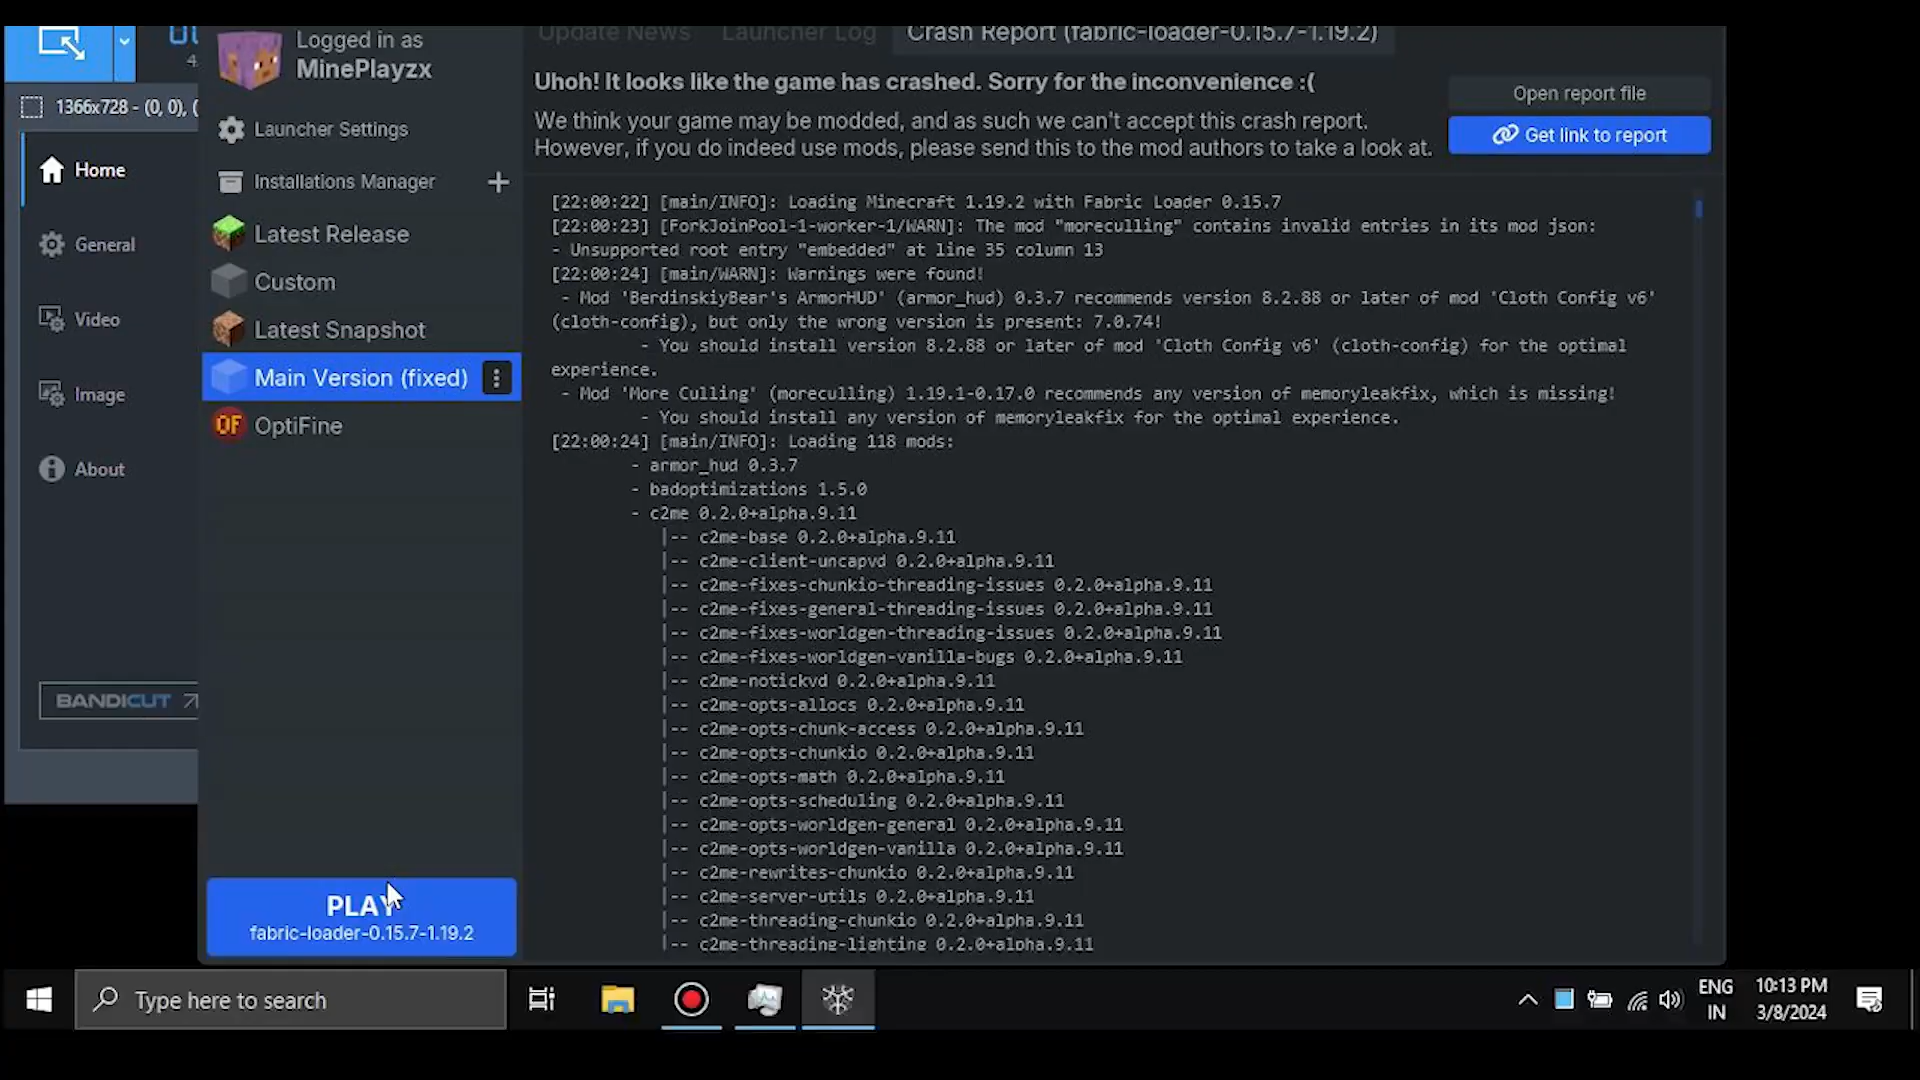 Logged in as
MinePlayzx
Update News
Launcher Log
Crash Report (fabric-loader-0.15.7-1.19.2)
Uhoh! It looks like the game has crashed. Sorry for the inconvenience :(
We think your game may be modded, and as such we can't accept this crash report.
However, if you do indeed use mods, please send this to the mod authors to take a look at.
Open report file
Get link to report
1366x728 - (0, 0), (
Home
General
Video
Image
About
BANDICUT
Launcher Settings
Installations Manager
Latest Release
Custom
Latest Snapshot
Main Version (fixed)
OF OptiFine
PLAY
fabric-loader-0.15.7-1.19.2
[22:00:22] [main/INFO]: Loading Minecraft 1.19.2 with Fabric Loader 0.15.7
[22:00:23] [ForkJoinPool-1-worker-1/WARN]: The mod "moreculling" contains invalid entries in its mod json:
- Unsupported root entry "embedded" at line 35 column 13
[22:00:24] [main/WARN]: Warnings were found!
- Mod 'BerdinskiyBear's ArmorHUD' (armor_hud) 0.3.7 recommends version 8.2.88 or later of mod 'Cloth Config v6'
(cloth-config), but only the wrong version is present: 7.0.74!
- You should install version 8.2.88 or later of mod 'Cloth Config v6' (cloth-config) for the optimal
experience.
- Mod 'More Culling' (moreculling) 1.19.1-0.17.0 recommends any version of memoryleakfix, which is missing!
- You should install any version of memoryleakfix for the optimal experience.
[22:00:24] [main/INFO]: Loading 118 mods:
- armor_hud 0.3.7
- badoptimizations 1.5.0
- c2me 0.2.0+alpha.9.11
|-- c2me-base 0.2.0+alpha.9.11
|-- c2me-client-uncapvd 0.2.0+alpha.9.11
|-- c2me-fixes-chunkio-threading-issues 0.2.0+alpha.9.11
|-- c2me-fixes-general-threading-issues 0.2.0+alpha.9.11
|-- c2me-fixes-worldgen-threading-issues 0.2.0+alpha.9.11
|-- c2me-fixes-worldgen-vanilla-bugs 0.2.0+alpha.9.11
|-- c2me-notickvd 0.2.0+alpha.9.11
|-- c2me-opts-allocs 0.2.0+alpha.9.11
|-- c2me-opts-chunk-access 0.2.0+alpha.9.11
|-- c2me-opts-chunkio 0.2.0+alpha.9.11
|-- c2me-opts-math 0.2.0+alpha.9.11
|-- c2me-opts-scheduling 0.2.0+alpha.9.11
|-- c2me-opts-worldgen-general 0.2.0+alpha.9.11
|-- c2me-opts-worldgen-vanilla 0.2.0+alpha.9.11
|-- c2me-rewrites-chunkio 0.2.0+alpha.9.11
|-- c2me-server-utils 0.2.0+alpha.9.11
|-- c2me-threading-chunkio 0.2.0+alpha.9.11
|-- c2me-threading-lighting 0.2.0+alpha.9.11
Type here to search
ENG
IN
10:13 PM
3/8/2024